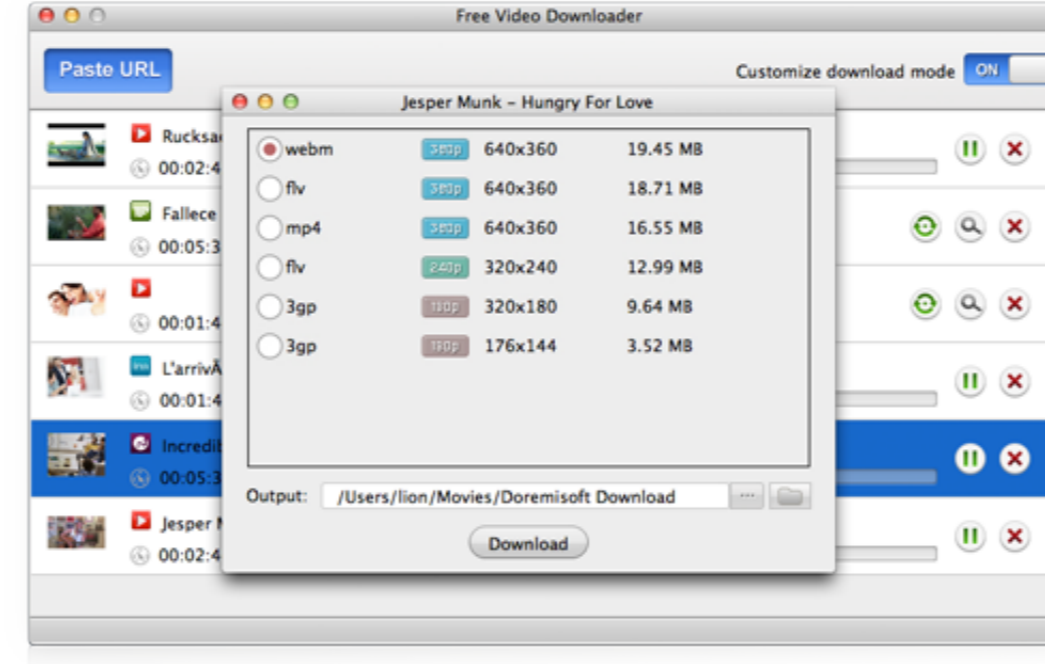 Free Video Downloader
Paste URL
Customize download mode ON
Jesper Munk – Hungry For Love
webm 360p 640x360 19.45 MB
flv 360p 640x360 18.71 MB
mp4 360p 640x360 16.55 MB
flv 240p 320x240 12.99 MB
3gp 320x180 9.64 MB
3gp 176x144 3.52 MB
Output: /Users/lion/Movies/Doremisoft Download ...
Download
Rucksa
00:02:4
Fallece
00:05:3
00:01:4
L'arrivÃ
00:01:4
Incredi
00:05:3
Jesper
00:02:4